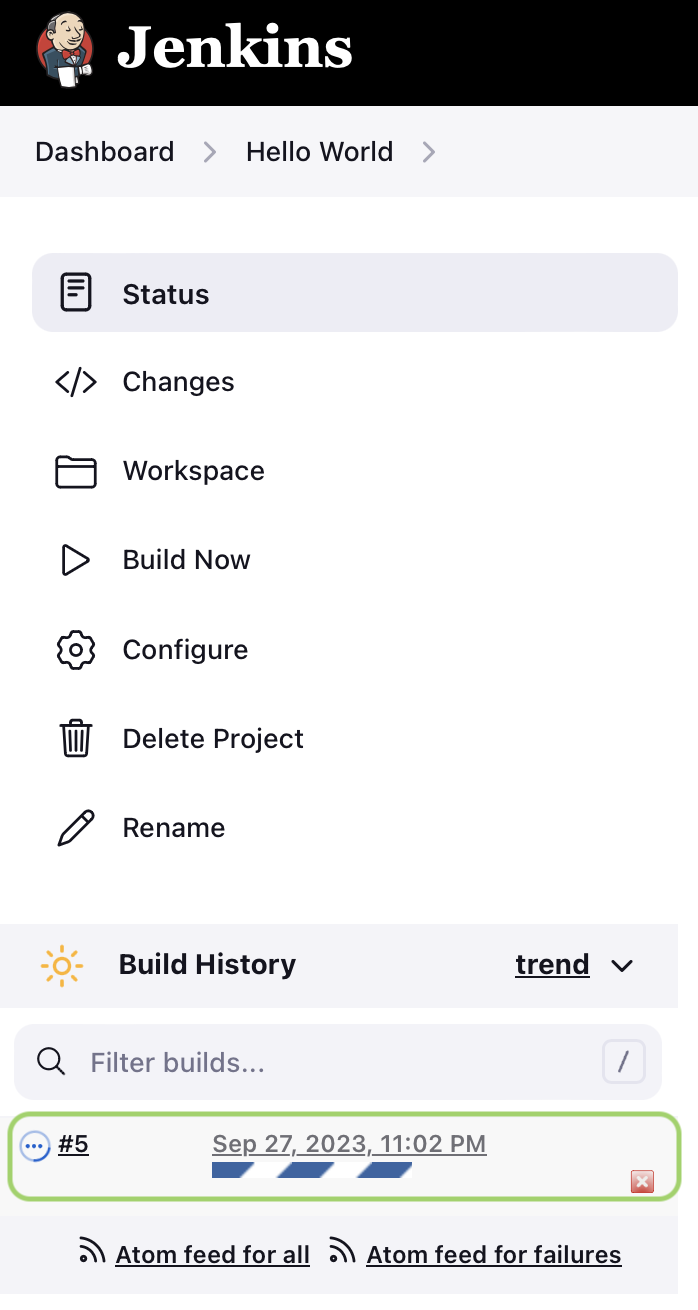 Jenkins
Dashboard > Hello World >
Status
Changes
Workspace
Build Now
Configure
Delete Project
Rename
Build History trend
Filter builds... /
#5 Sep 27, 2023, 11:02 PM
Atom feed for all Atom feed for failures